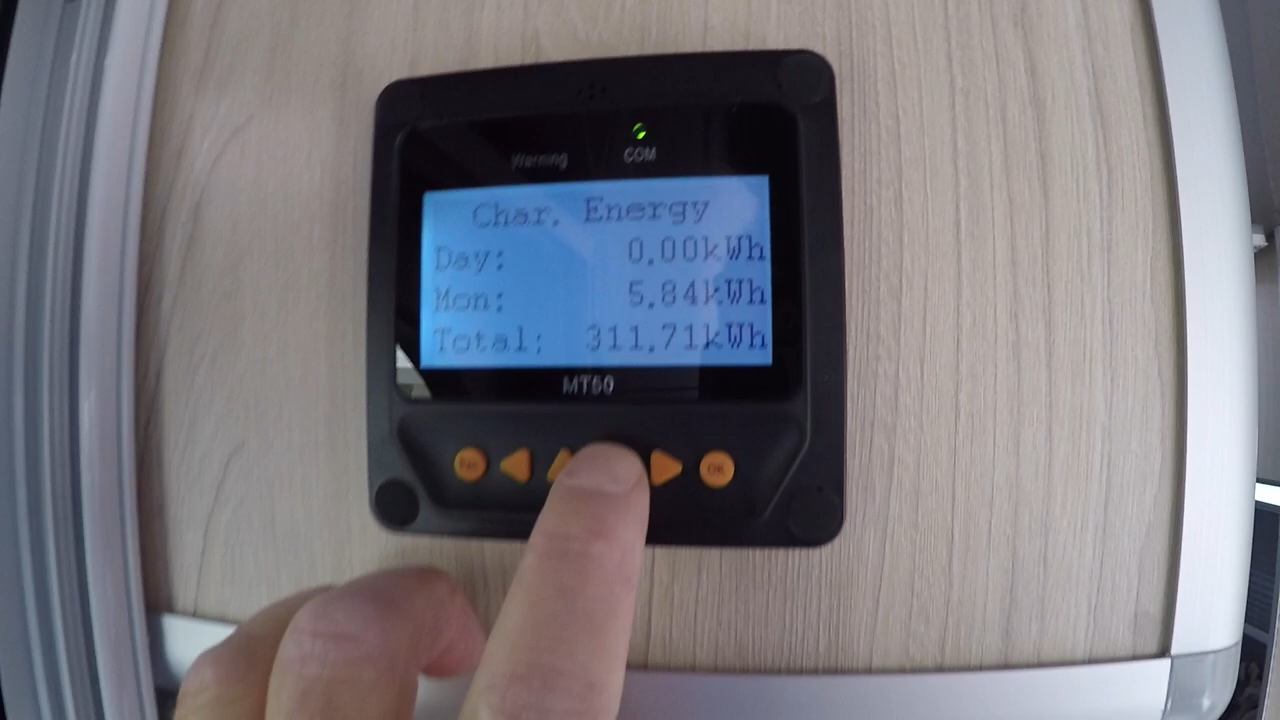 Warning COM
Char. Energy
Day: 0.00kWh
Mon: 5.84kWh
Total: 311.71kWh
MT50
OK